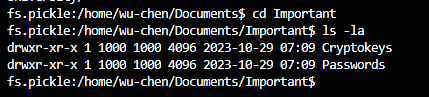 fs.pickle:/home/wu-chen/Documents$ cd Important
fs.pickle:/home/wu-chen/Documents/Important$ ls -la
drwxr-xr-x 1 1000 1000 4096 2023-10-29 07:09 Cryptokeys
drwxr-xr-x 1 1000 1000 4096 2023-10-29 07:09 Passwords
fs.pickle:/home/wu-chen/Documents/Important$